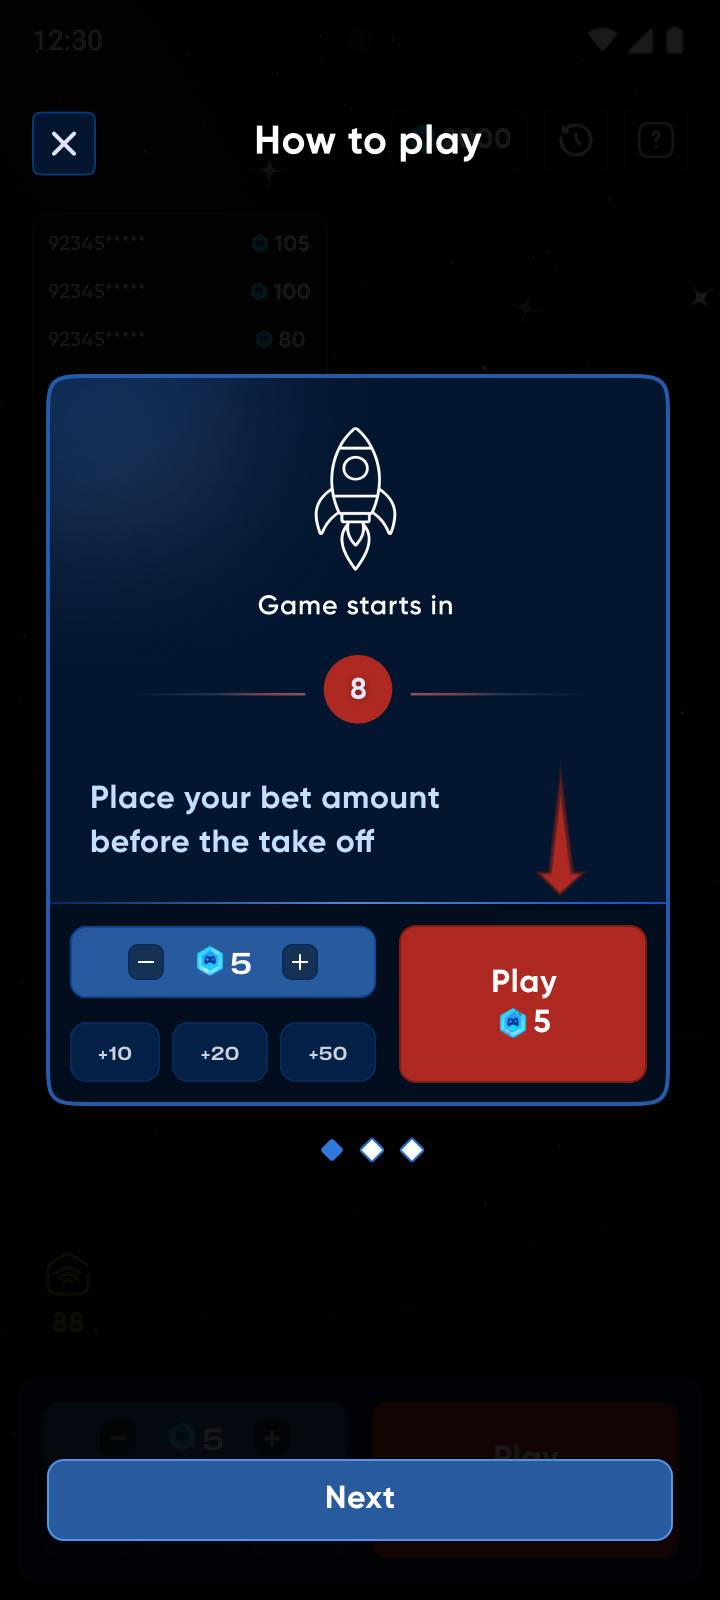 12:30
How to play
92345*****
105
92345*****
100
92345*****
80
Game starts in
8
Place your bet amount
before the take off
5
Play
5
+10
+20
+50
88
5
Play
Next